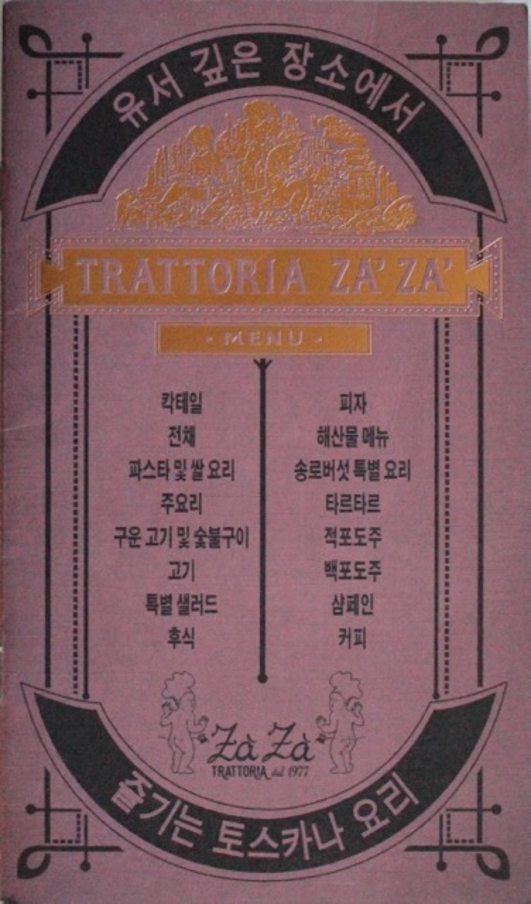 유서 깊은 장소에서
TRATTORIA ZA' ZA'
- MENU -
칵테일
전채
파스타 및 쌀 요리
주요리
구운 고기 및 숯불구이
고기
특별 샐러드
후식
피자
해산물 메뉴
송로버섯 특별 요리
타르타르
적포도주
백포도주
샴페인
커피
Zà Zà
TRATTORIA dal 1977
즐기는 토스카나 요리